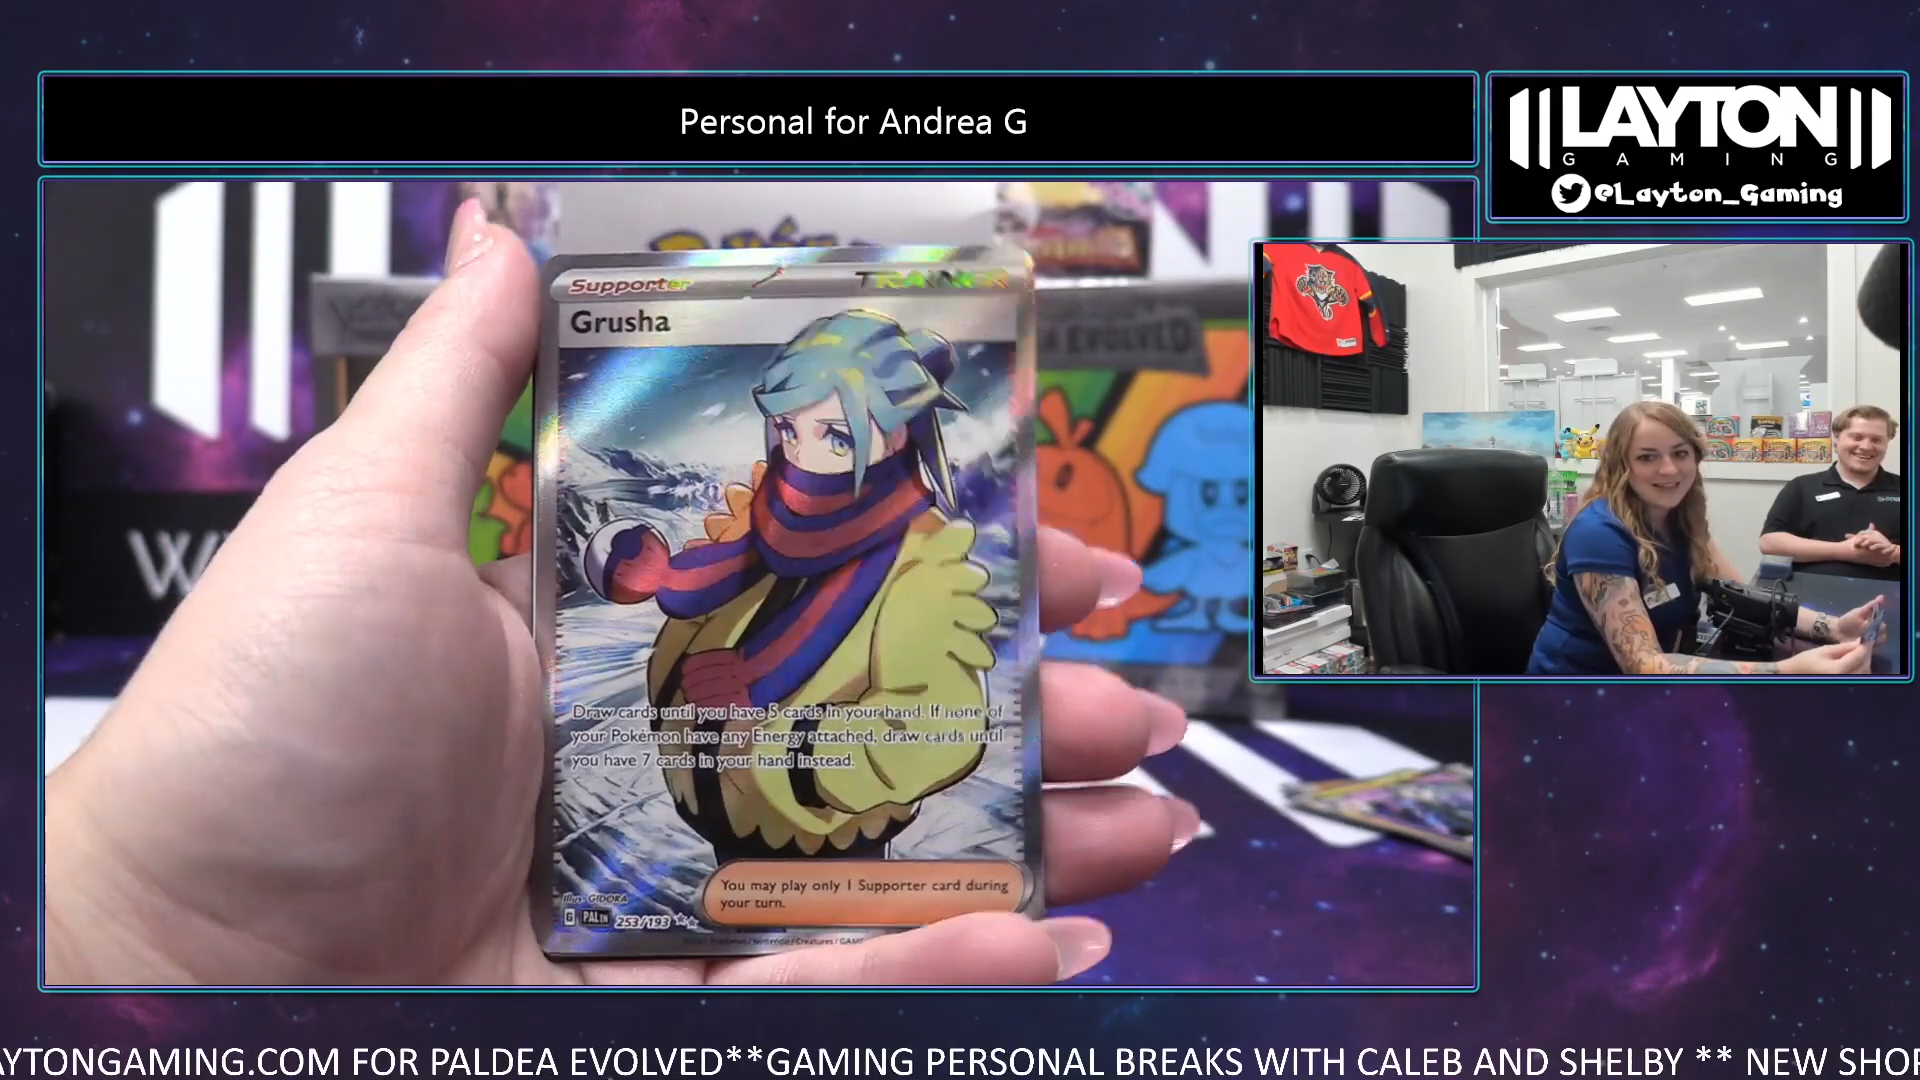 Personal for Andrea G
LAYTON
GAMING
@Layton_Gaming
Supporter
TRAINER
Grusha
EVOLVED
Draw cards until you have 5 cards in your hand. If none of
your Pokémon have any Energy attached, draw cards until
you have 7 cards in your hand instead.
You may play only 1 Supporter card during
your turn.
Illus. GIDORA
G PAL EN 253/193
AYTONGAMING.COM FOR PALDEA EVOLVED**GAMING PERSONAL BREAKS WITH CALEB AND SHELBY ** NEW SHOP